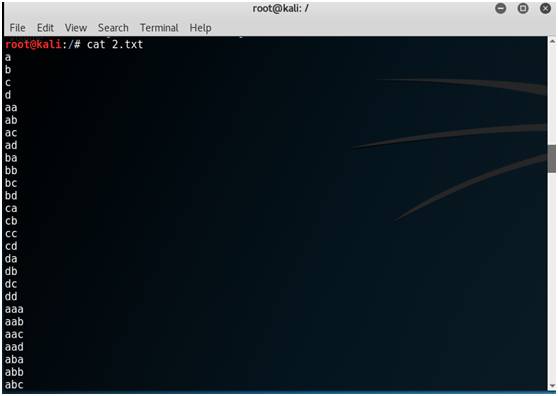 root@kali: /
File Edit View Search Terminal Help
root@kali:/# cat 2.txt
a
b
c
d
aa
ab
ac
ad
ba
bb
bc
bd
ca
cb
cc
cd
da
db
dc
dd
aaa
aab
aac
aad
aba
abb
abc